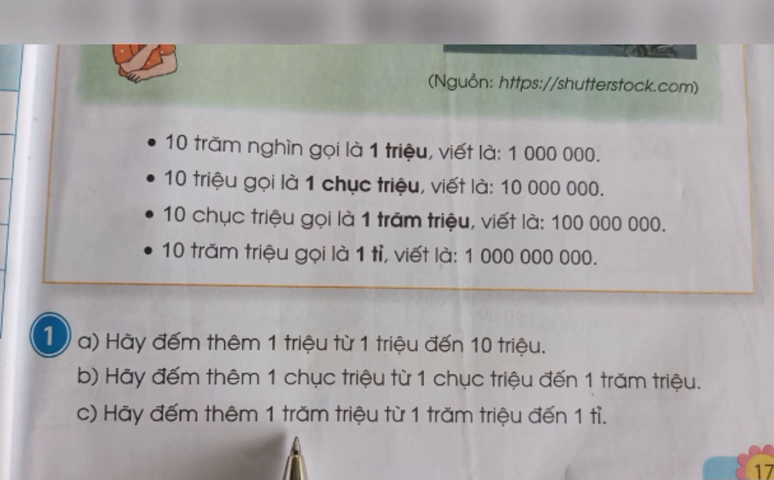 (Nguồn: https://shutterstock.com)
• 10 trăm nghìn gọi là 1 triệu, viết là: 1 000 000.
• 10 triệu gọi là 1 chục triệu, viết là: 10 000 000.
• 10 chục triệu gọi là 1 trăm triệu, viết là: 100 000 000.
• 10 trăm triệu gọi là 1 tỉ, viết là: 1 000 000 000.
1 a) Hãy đếm thêm 1 triệu từ 1 triệu đến 10 triệu.
b) Hãy đếm thêm 1 chục triệu từ 1 chục triệu đến 1 trăm triệu.
c) Hãy đếm thêm 1 trăm triệu từ 1 trăm triệu đến 1 tỉ.
17